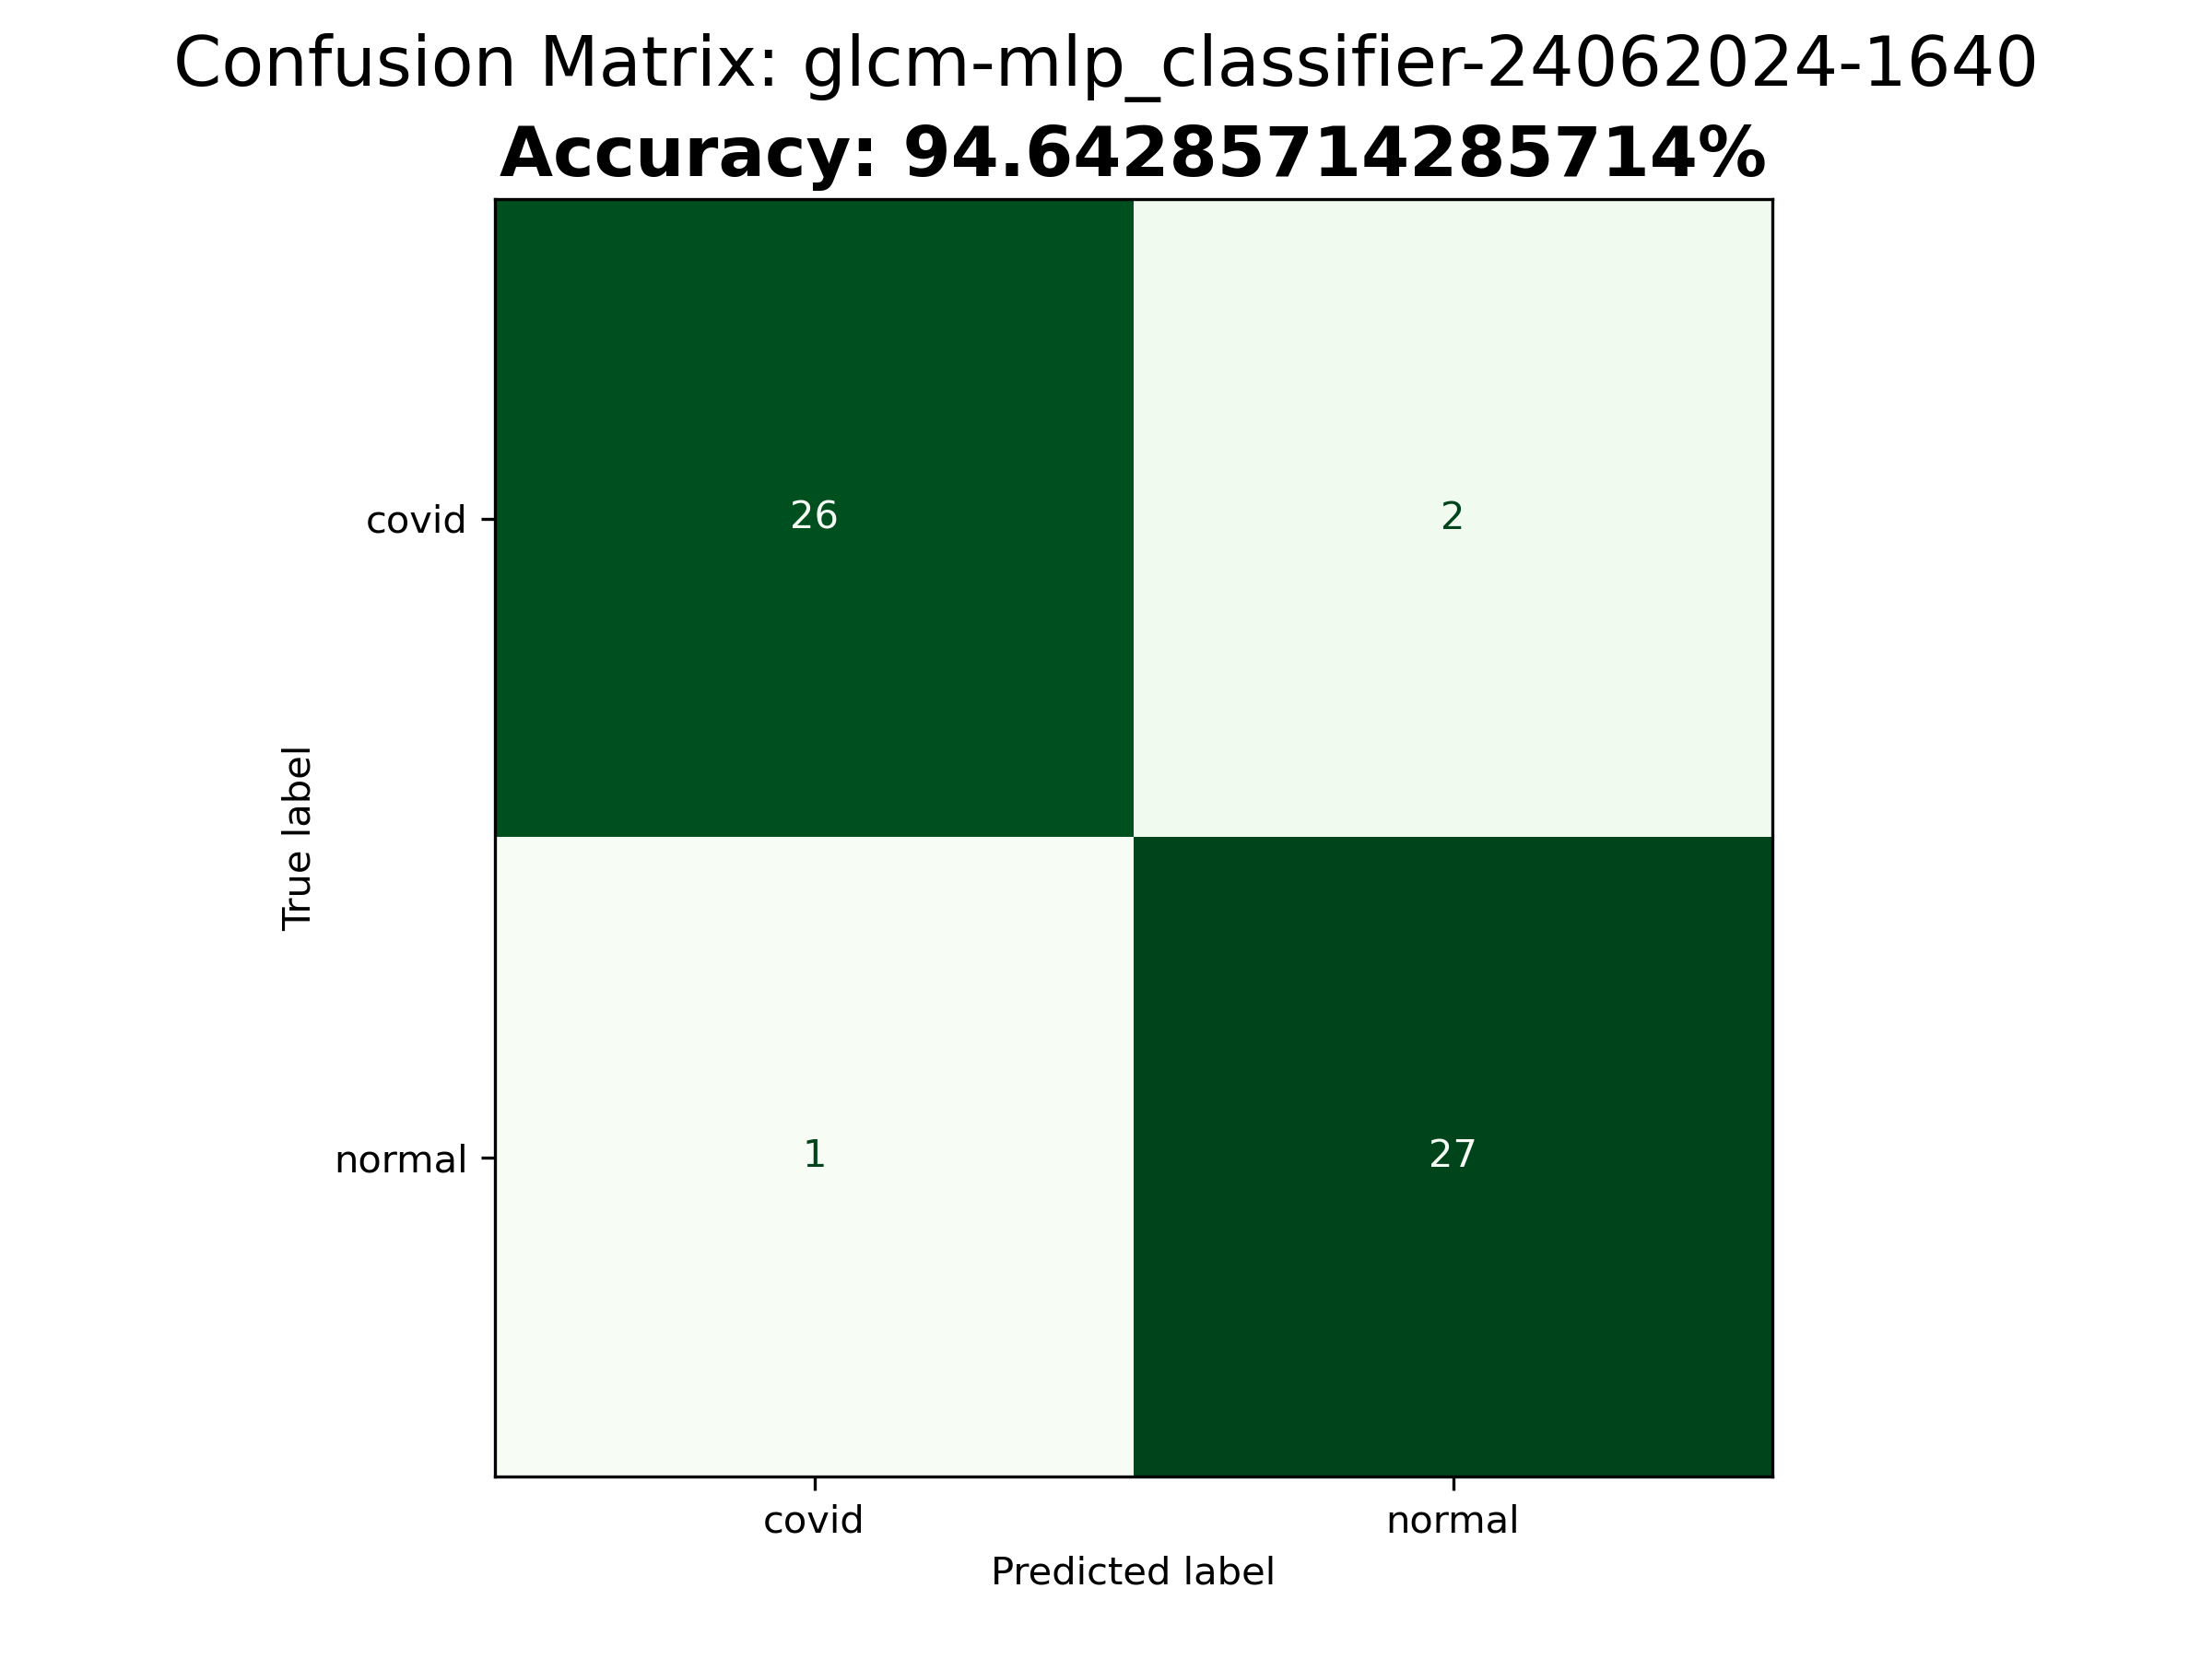 Confusion Matrix: glcm-mlp_classifier-24062024-1640
Accuracy: 94.64285714285714%
covid
26
2
True label
normal
1
27
covid
normal
Predicted label